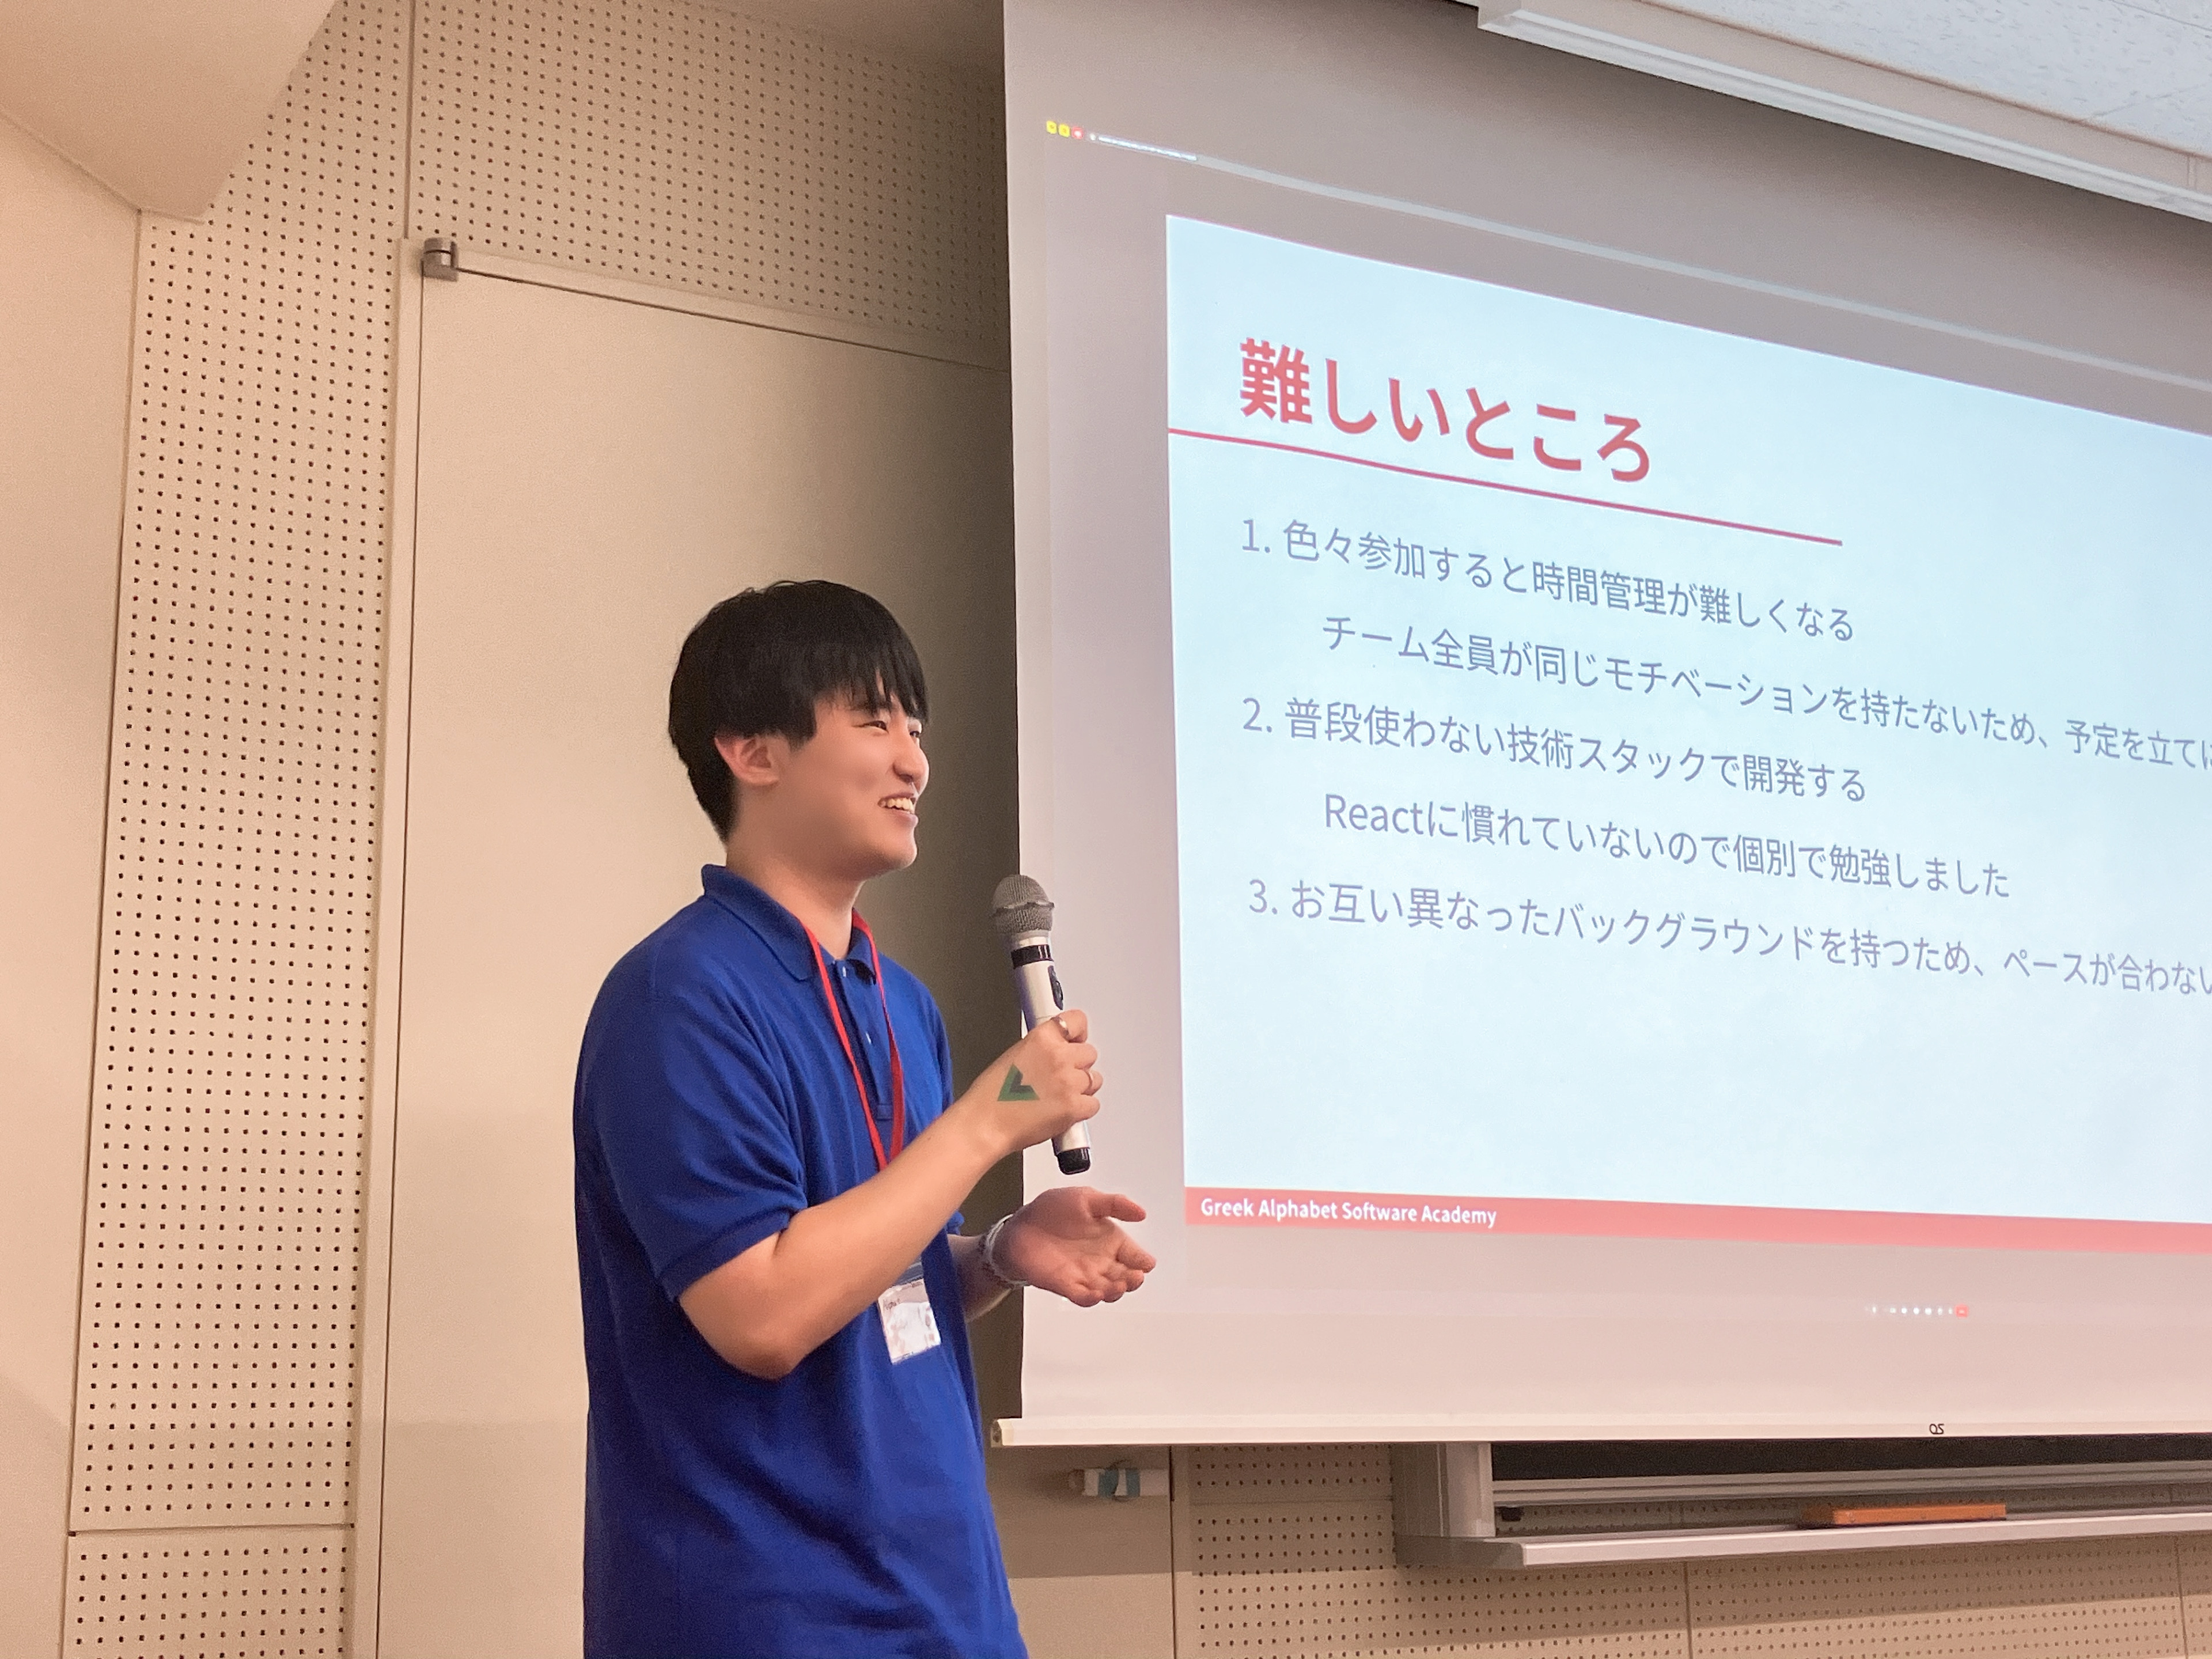 難しいところ
1. 色々参加すると時間管理が難しくなる
チーム全員が同じモチベーションを持たないため、予定を立てに
2. 普段使わない技術スタックで開発する
Reactに慣れていないので個別で勉強しました
3. お互い異なったバックグラウンドを持つため、ペースが合わない
Greek Alphabet Software Academy
OS